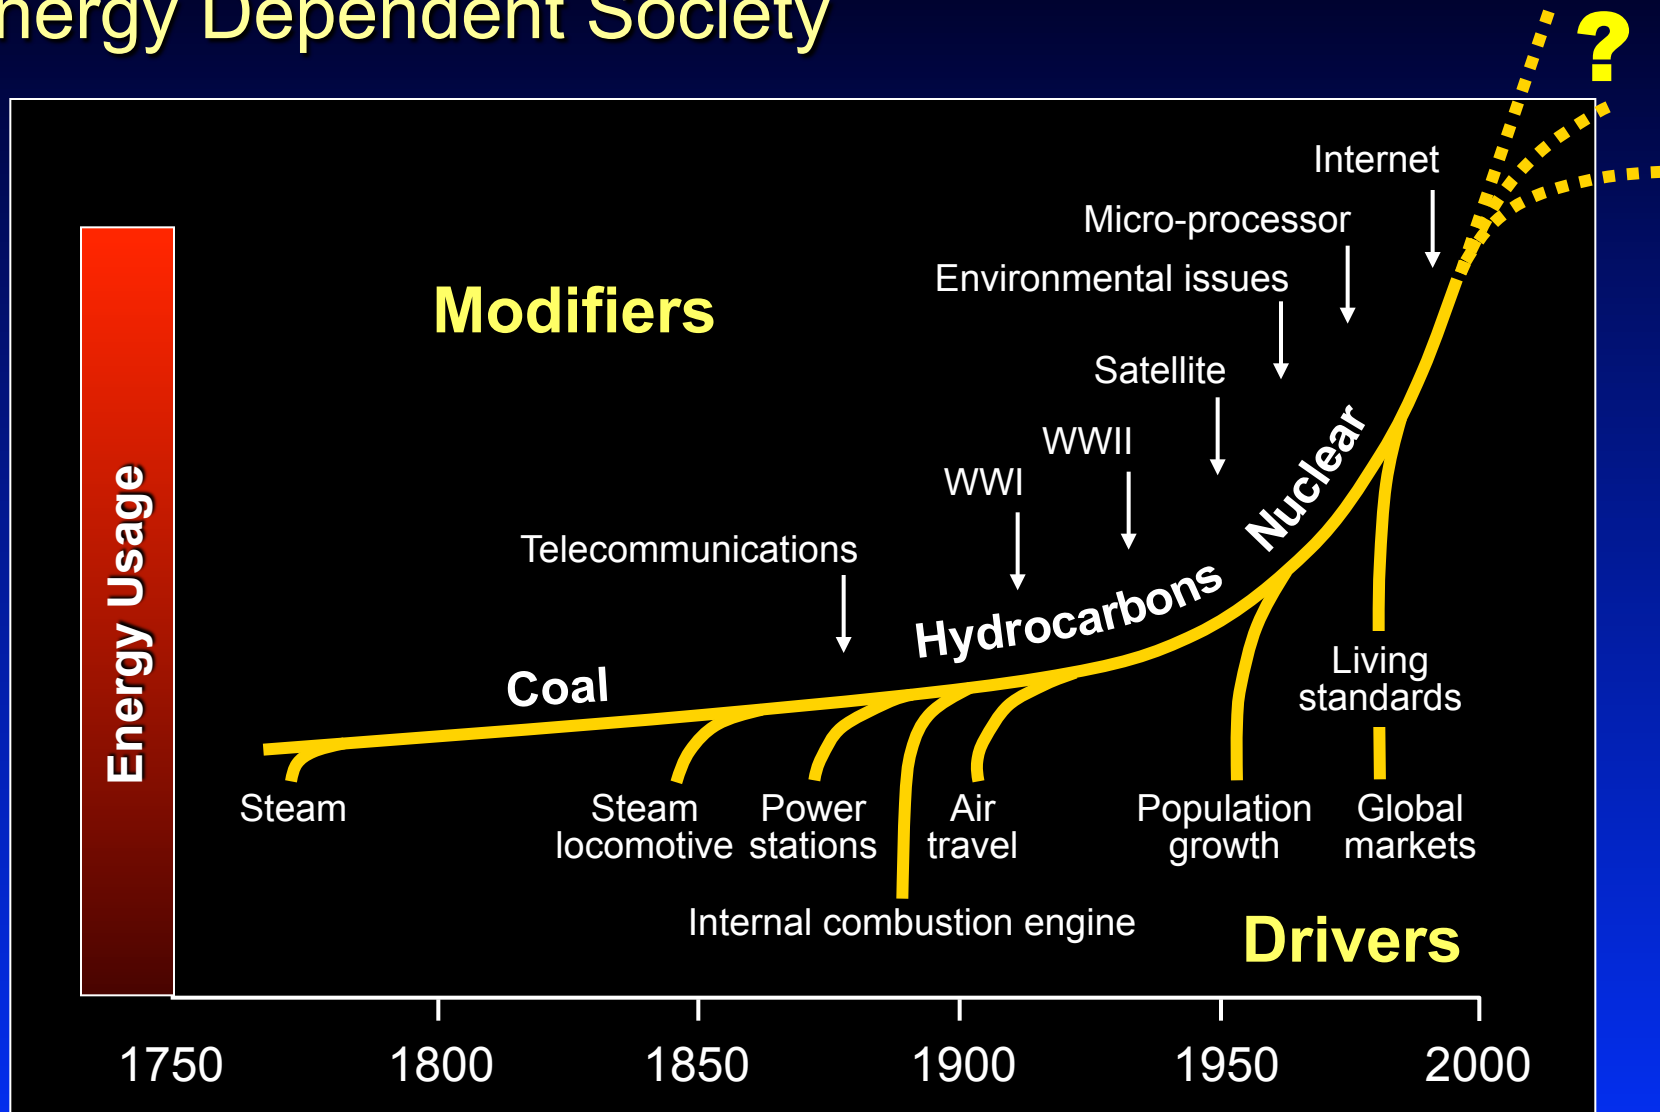 nergy Dependent Society
?
Internet
Micro-processor
Environmental issues
Modifiers
Satellite
WWII
WWI
Telecommunications
Nuclear
Hydrocarbons
Coal
Energy Usage
Living
standards
Steam
Steam
locomotive
Power
stations
Air
travel
Population
growth
Global
markets
Internal combustion engine
Drivers
1750 1800 1850 1900 1950 2000